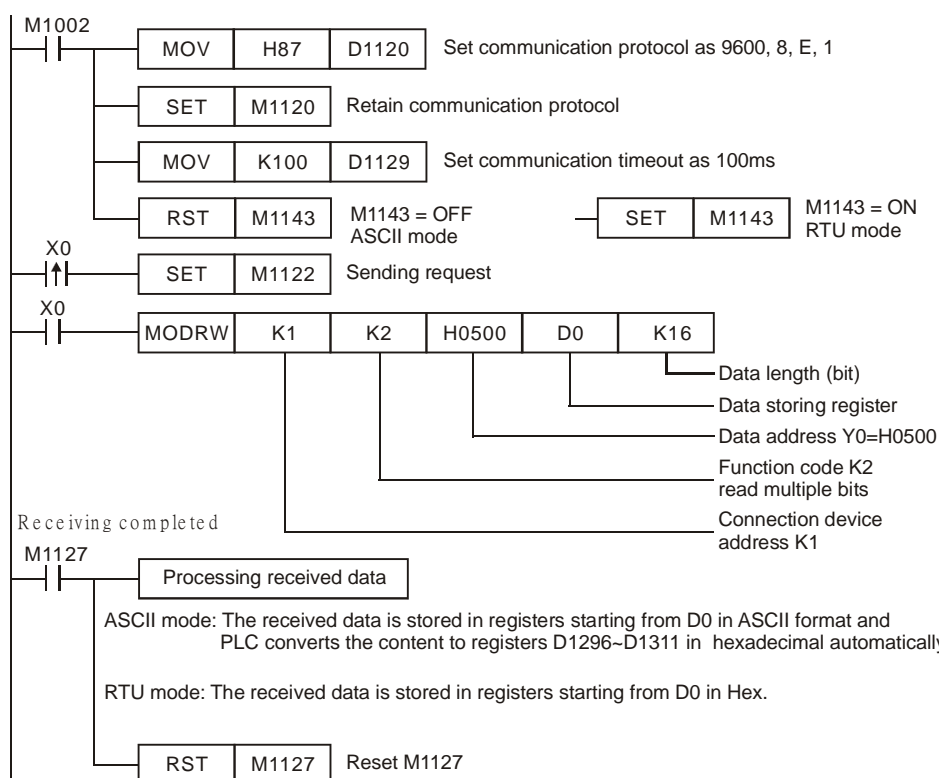 M1002
MOV H87 D1120 Set communication protocol as 9600, 8, E, 1
SET M1120 Retain communication protocol
MOV K100 D1129 Set communication timeout as 100ms
RST M1143 M1143 = OFF
ASCII mode
SET M1143 M1143 = ON
RTU mode
X0
SET M1122 Sending request
X0
MODRW K1 K2 H0500 D0 K16
Data length (bit)
Data storing register
Data address Y0=H0500
Function code K2
read multiple bits
Connection device
address K1
Receiving completed
M1127
Processing received data
ASCII mode: The received data is stored in registers starting from D0 in ASCII format and
PLC converts the content to registers D1296~D1311 in hexadecimal automatically
RTU mode: The received data is stored in registers starting from D0 in Hex.
RST M1127 Reset M1127